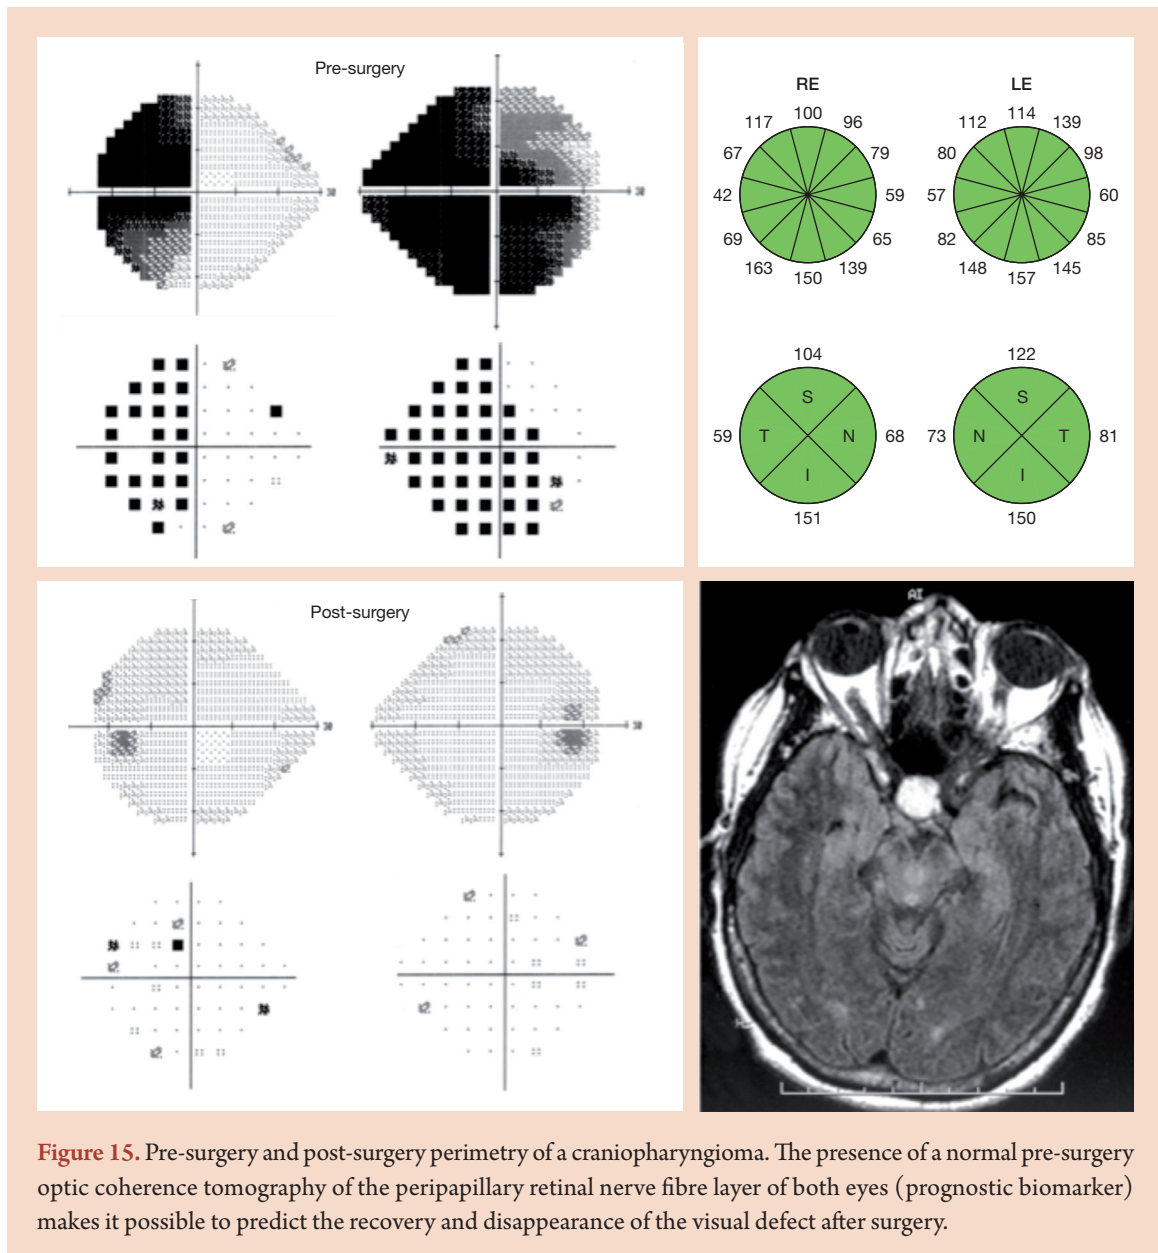 Pre-surgery
30
30
RE
LE
117 100 96
112 114 139
67 79
80 98
42 59
57 60
69 65
82 85
163 150 139
148 157 145
104
122
S
S
59 T N 68
73 N T 81
I
I
151
150
Post-surgery
30
30
AI
Figure 15. Pre-surgery and post-surgery perimetry of a craniopharyngioma. The presence of a normal pre-surgery
optic coherence tomography of the peripapillary retinal nerve fibre layer of both eyes (prognostic biomarker)
makes it possible to predict the recovery and disappearance of the visual defect after surgery.